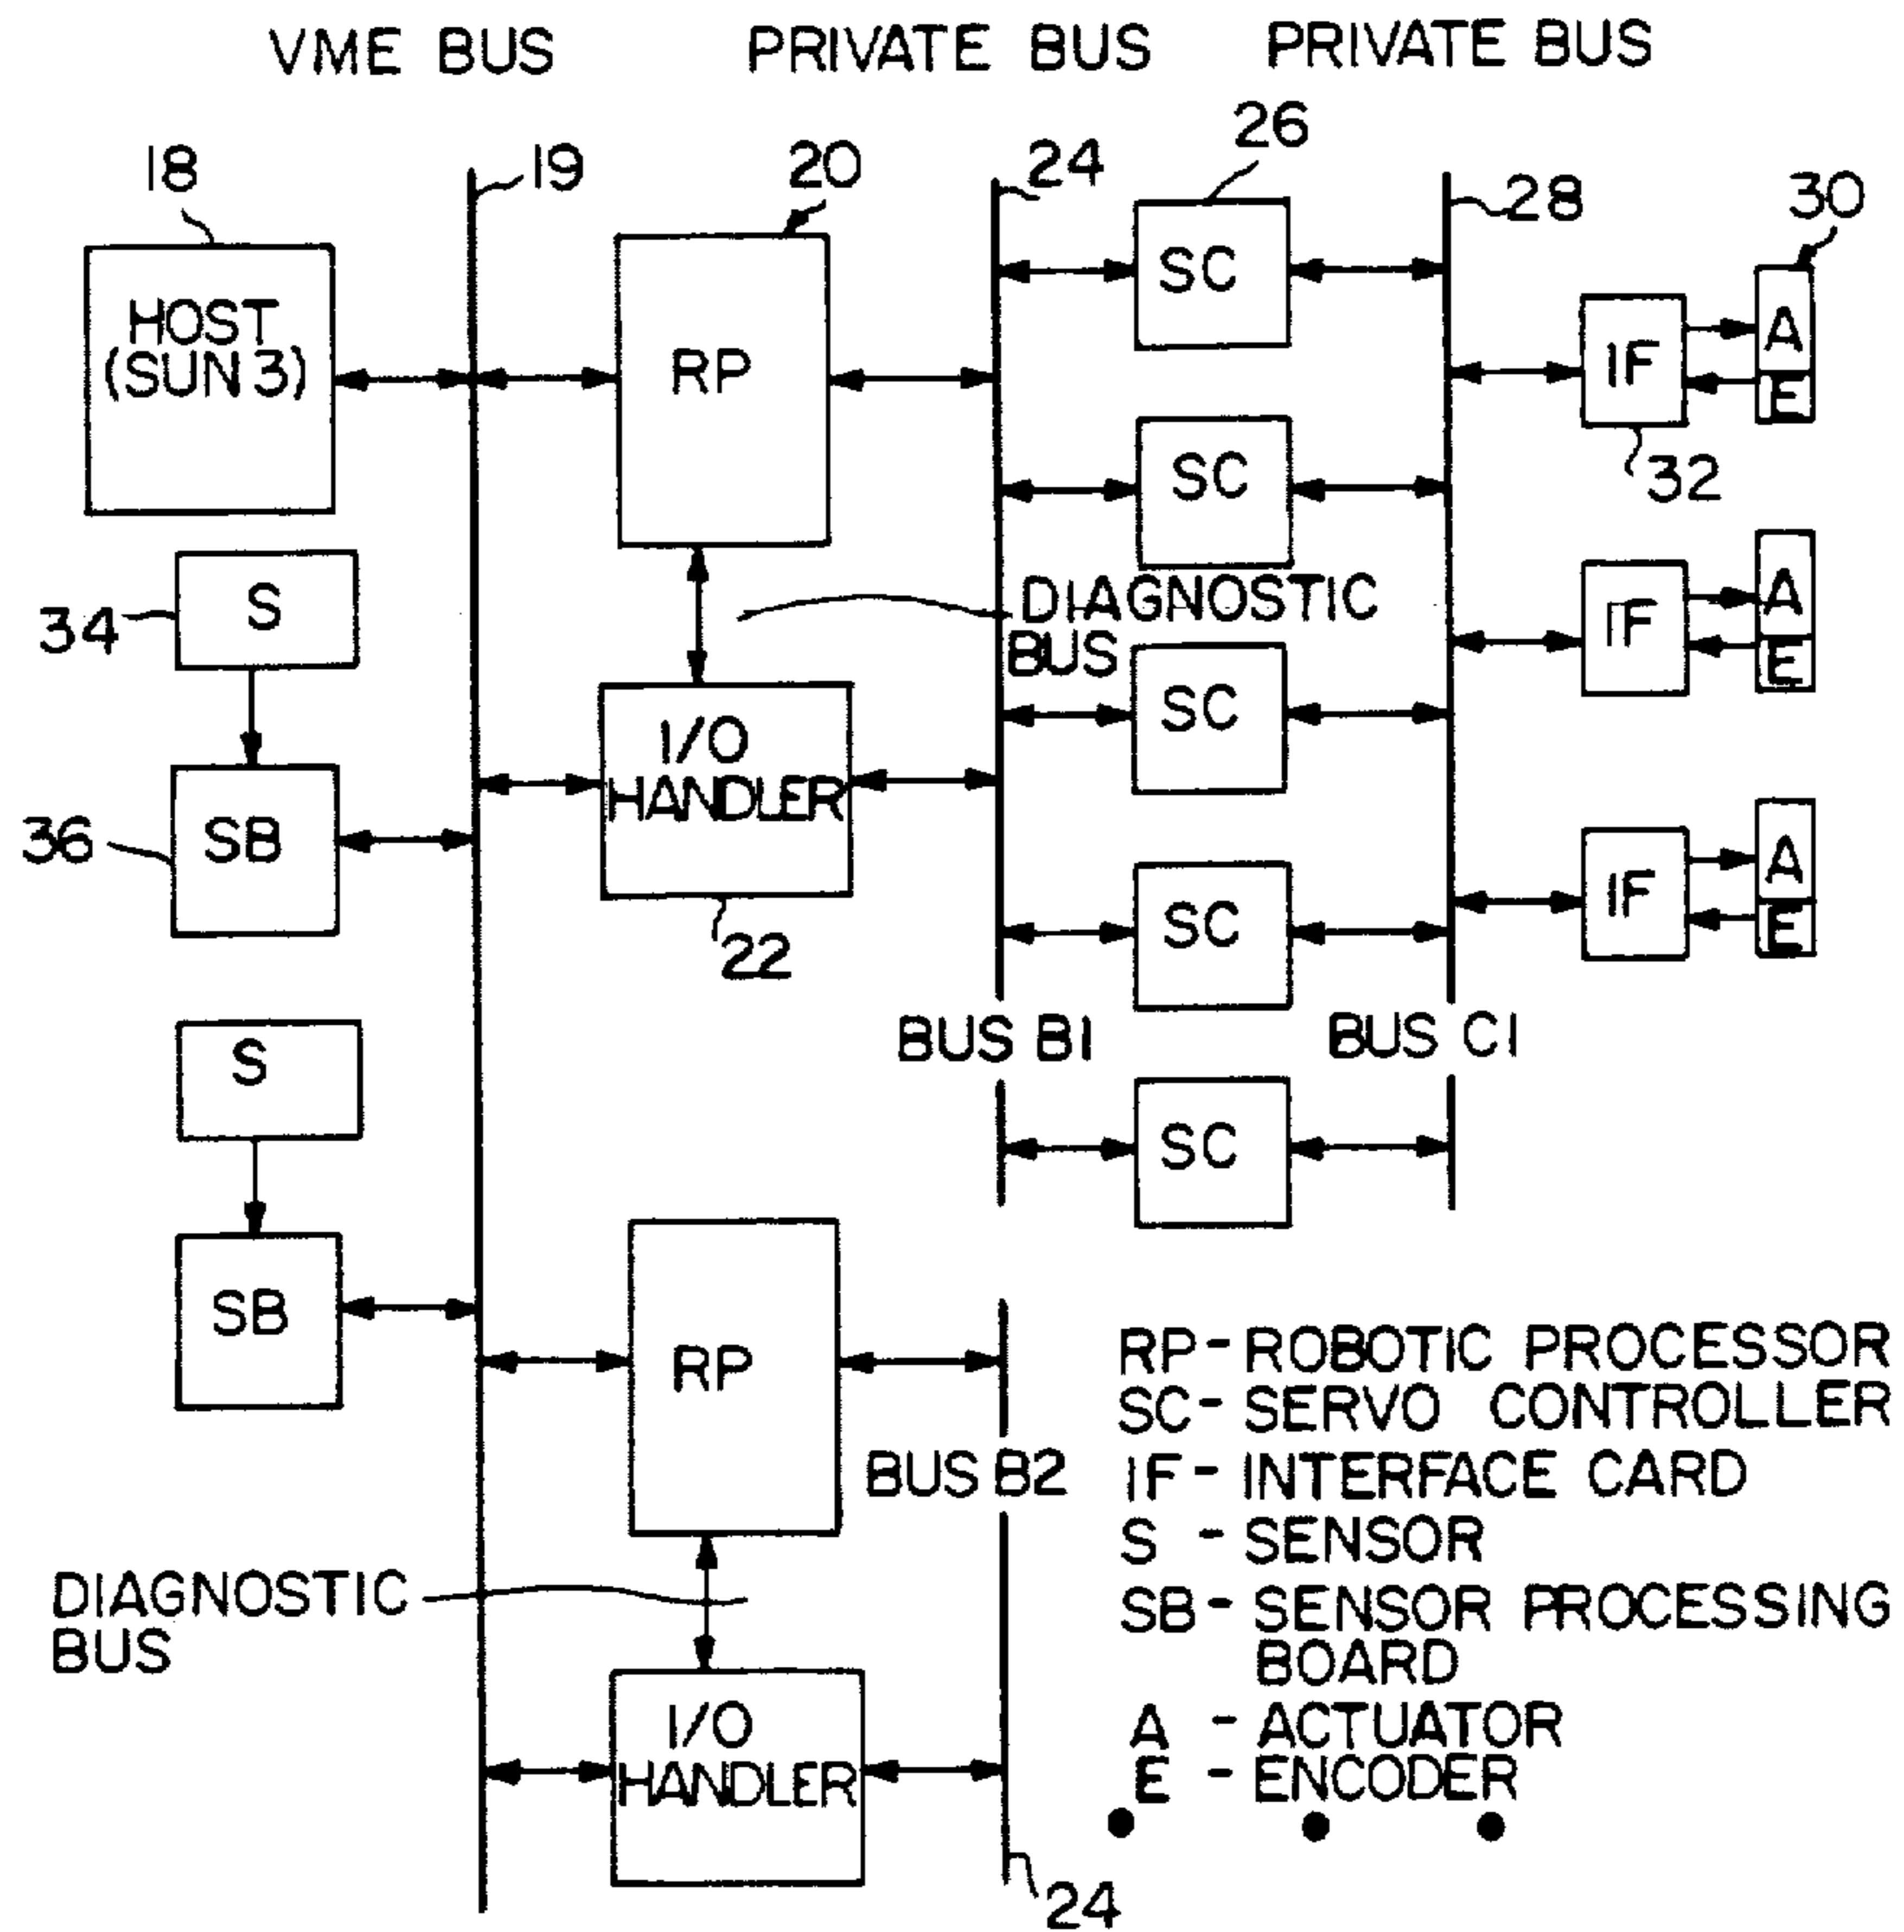 VME BUS
PRIVATE BUS
PRIVATE BUS
18
19
20
24
26
28
30
HOST
(SUN 3)
RP
SC
IF
A
E
32
SC
34
S
DIAGNOSTIC
BUS
IF
A
E
SC
I/O
HANDLER
36
SB
22
SC
IF
A
E
BUS B1
BUS C1
S
SC
SB
RP
BUS B2
DIAGNOSTIC
BUS
I/O
HANDLER
24
RP - ROBOTIC PROCESSOR
SC - SERVO CONTROLLER
IF - INTERFACE CARD
S - SENSOR
SB - SENSOR PROCESSING
BOARD
A - ACTUATOR
E - ENCODER